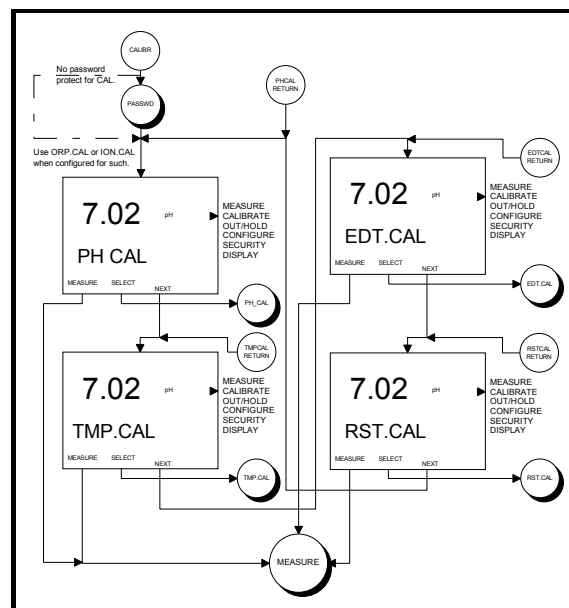 CALIBR
No password
protect for CAL.
PASSWD
PHCAL
RETURN
Use ORP.CAL or ION.CAL
when configured for such.
EDTCAL
RETURN
7.02
pH
PH CAL
MEASURE
CALIBRATE
OUT/HOLD
CONFIGURE
SECURITY
DISPLAY
MEASURE
SELECT
NEXT
PH_CAL
7.02
pH
EDT.CAL
MEASURE
CALIBRATE
OUT/HOLD
CONFIGURE
SECURITY
DISPLAY
MEASURE
SELECT
NEXT
EDT.CAL
TMPCAL
RETURN
7.02
pH
TMP.CAL
MEASURE
CALIBRATE
OUT/HOLD
CONFIGURE
SECURITY
DISPLAY
MEASURE
SELECT
NEXT
TMP.CAL
RSTCAL
RETURN
7.02
pH
RST.CAL
MEASURE
CALIBRATE
OUT/HOLD
CONFIGURE
SECURITY
DISPLAY
MEASURE
SELECT
NEXT
RST.CAL
MEASURE